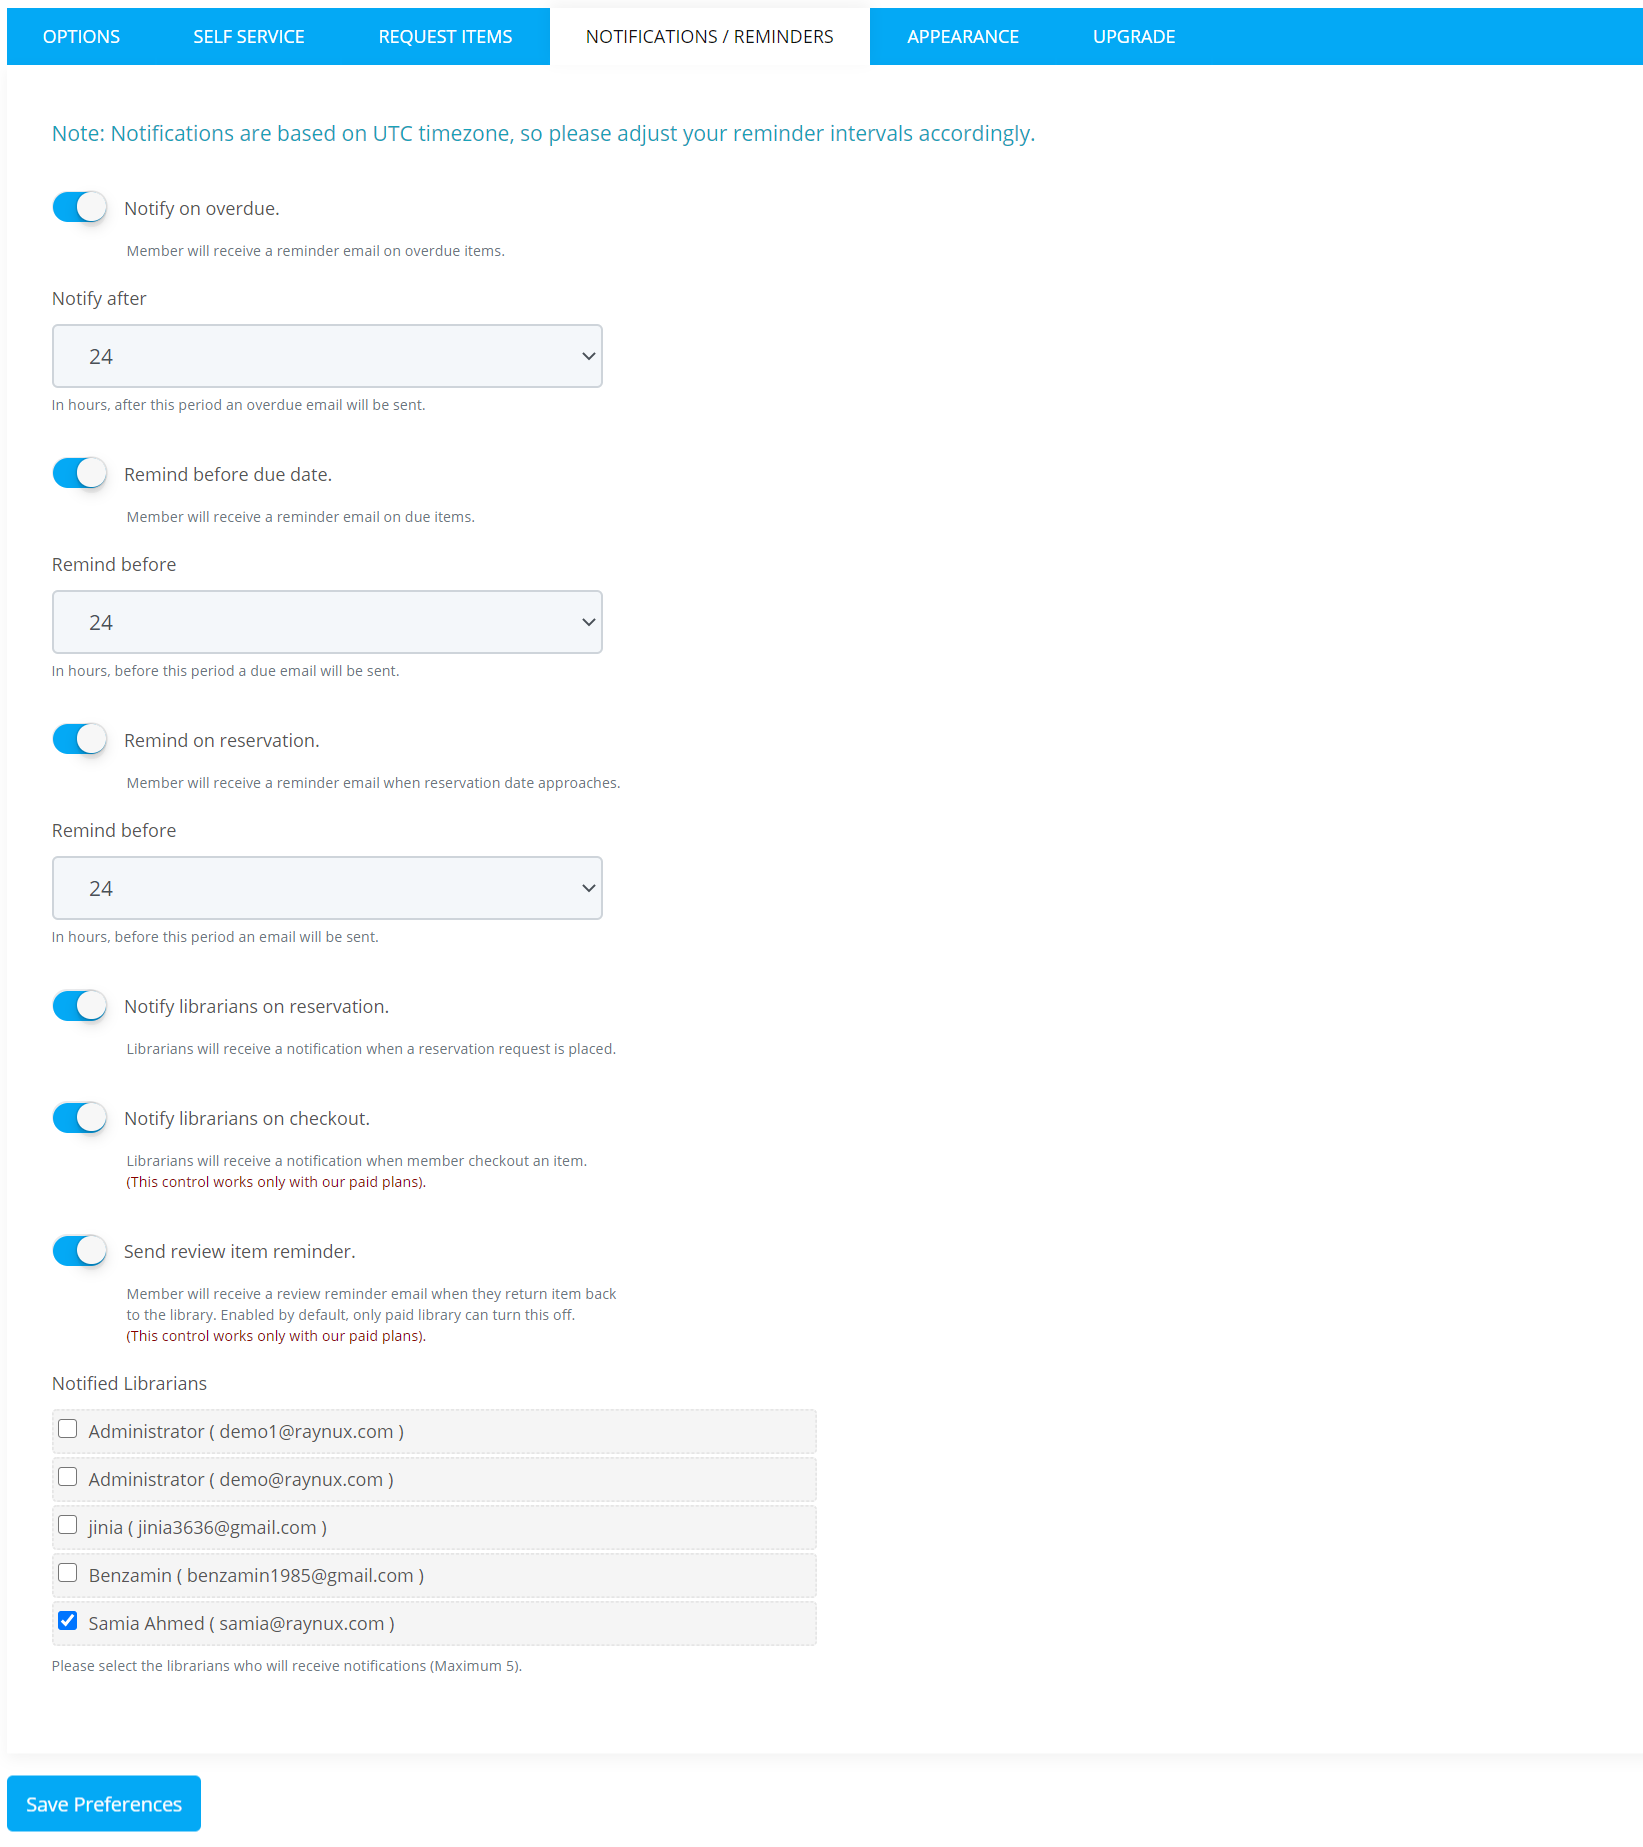 OPTIONS SELF SERVICE REQUEST ITEMS NOTIFICATIONS / REMINDERS APPEARANCE UPGRADE
Note: Notifications are based on UTC timezone, so please adjust your reminder intervals accordingly.
Notify on overdue.
Member will receive a reminder email on overdue items.
Notify after
24
In hours, after this period an overdue email will be sent.
Remind before due date.
Member will receive a reminder email on due items.
Remind before
24
In hours, before this period a due email will be sent.
Remind on reservation.
Member will receive a reminder email when reservation date approaches.
Remind before
24
In hours, before this period an email will be sent.
Notify librarians on reservation.
Librarians will receive a notification when a reservation request is placed.
Notify librarians on checkout.
Librarians will receive a notification when member checkout an item.
(This control works only with our paid plans).
Send review item reminder.
Member will receive a review reminder email when they return item back
to the library. Enabled by default, only paid library can turn this off.
(This control works only with our paid plans).
Notified Librarians
Administrator ( demo1@raynux.com )
Administrator ( demo@raynux.com )
jinia ( jinia3636@gmail.com )
Benzamin ( benzamin1985@gmail.com )
Samia Ahmed ( samia@raynux.com )
Please select the librarians who will receive notifications (Maximum 5).
Save Preferences